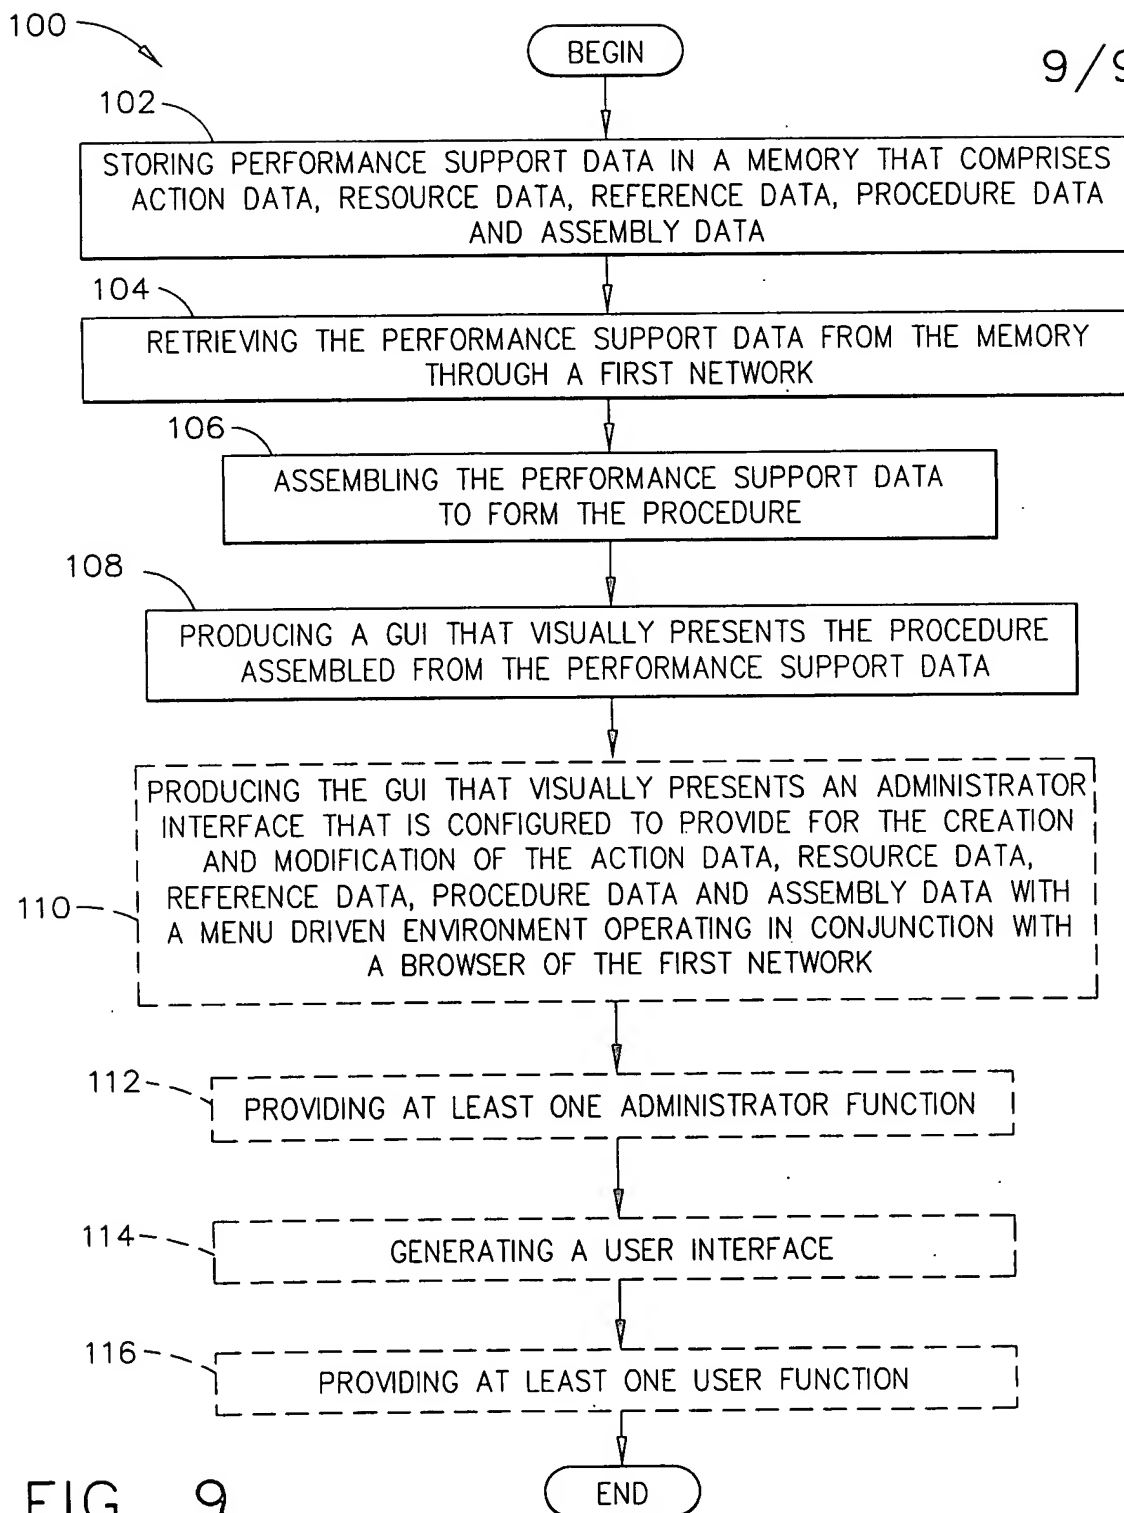 100
BEGIN
9/9
102
STORING PERFORMANCE SUPPORT DATA IN A MEMORY THAT COMPRISES
ACTION DATA, RESOURCE DATA, REFERENCE DATA, PROCEDURE DATA
AND ASSEMBLY DATA
104
RETRIEVING THE PERFORMANCE SUPPORT DATA FROM THE MEMORY
THROUGH A FIRST NETWORK
106
ASSEMBLING THE PERFORMANCE SUPPORT DATA
TO FORM THE PROCEDURE
108
PRODUCING A GUI THAT VISUALLY PRESENTS THE PROCEDURE
ASSEMBLED FROM THE PERFORMANCE SUPPORT DATA
PRODUCING THE GUI THAT VISUALLY PRESENTS AN ADMINISTRATOR
INTERFACE THAT IS CONFIGURED TO PROVIDE FOR THE CREATION
AND MODIFICATION OF THE ACTION DATA, RESOURCE DATA,
REFERENCE DATA, PROCEDURE DATA AND ASSEMBLY DATA WITH
110
A MENU DRIVEN ENVIRONMENT OPERATING IN CONJUNCTION WITH
A BROWSER OF THE FIRST NETWORK
112
PROVIDING AT LEAST ONE ADMINISTRATOR FUNCTION
114
GENERATING A USER INTERFACE
116
PROVIDING AT LEAST ONE USER FUNCTION
END
FIG. 9